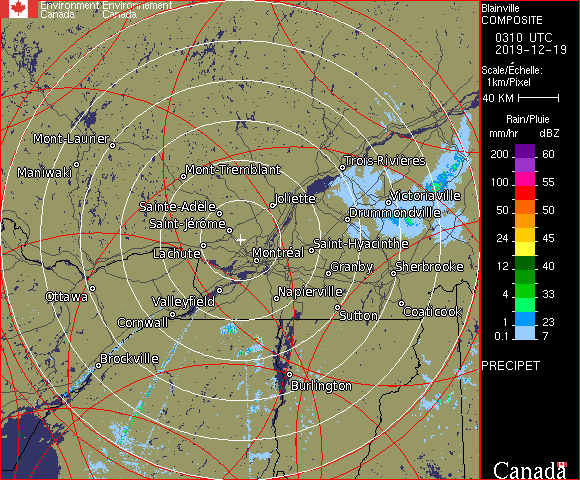 Environment Environnement
Canada Canada
Blainville
COMPOSITE
0310 UTC
2019-12-19
Scale/Échelle:
1km/Pixel
40 KM
Rain/Pluie
mm/hr dBZ
200 60
100 55
50 50
24 45
12 40
4 33
1 23
0.1 7
PRECIPET
Canada
Mont-Laurier
Maniwaki
Mont-Tremblant
Trois-Rivières
Sainte-Adèle
Joliette
Victoriaville
Saint-Jérôme
Drummondville
Lachute
Montréal
Saint-Hyacinthe
Granby
Sherbrooke
Ottawa
Valleyfield
Napierville
Cornwall
Sutton
Coaticook
Brockville
Burlington